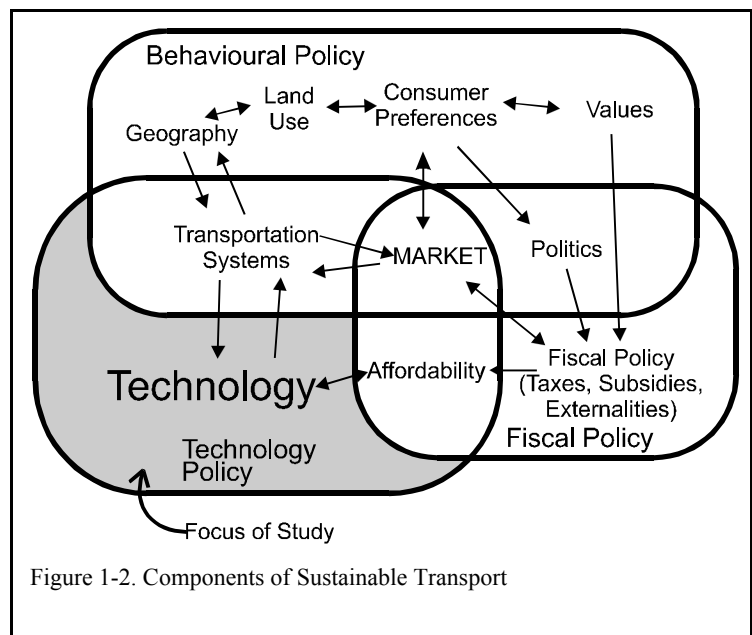 Behavioural Policy
Land
Use
Consumer
Preferences
Values
Geography
Transportation
Systems
MARKET
Politics
Technology
Affordability
Fiscal Policy
(Taxes, Subsidies,
Externalities)
Fiscal Policy
Technology
Policy
Focus of Study
Figure 1-2. Components of Sustainable Transport